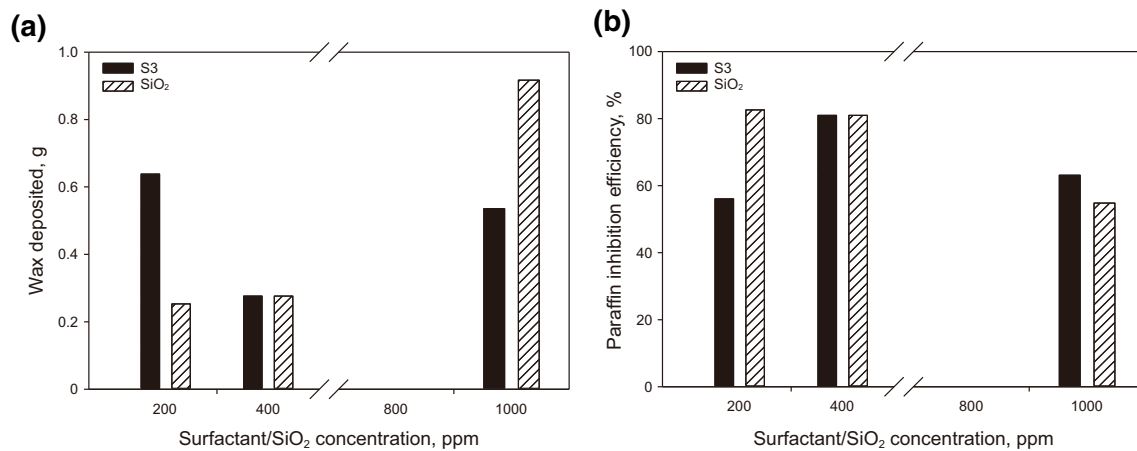 (a)
1.0
0.8
0.6
0.4
0.2
0
Wax deposited, g
S3
SiO₂
200 400 800 1000
Surfactant/SiO₂ concentration, ppm
(b)
100
80
60
40
20
0
Paraffin inhibition efficiency, %
S3
SiO₂
200 400 800 1000
Surfactant/SiO₂ concentration, ppm